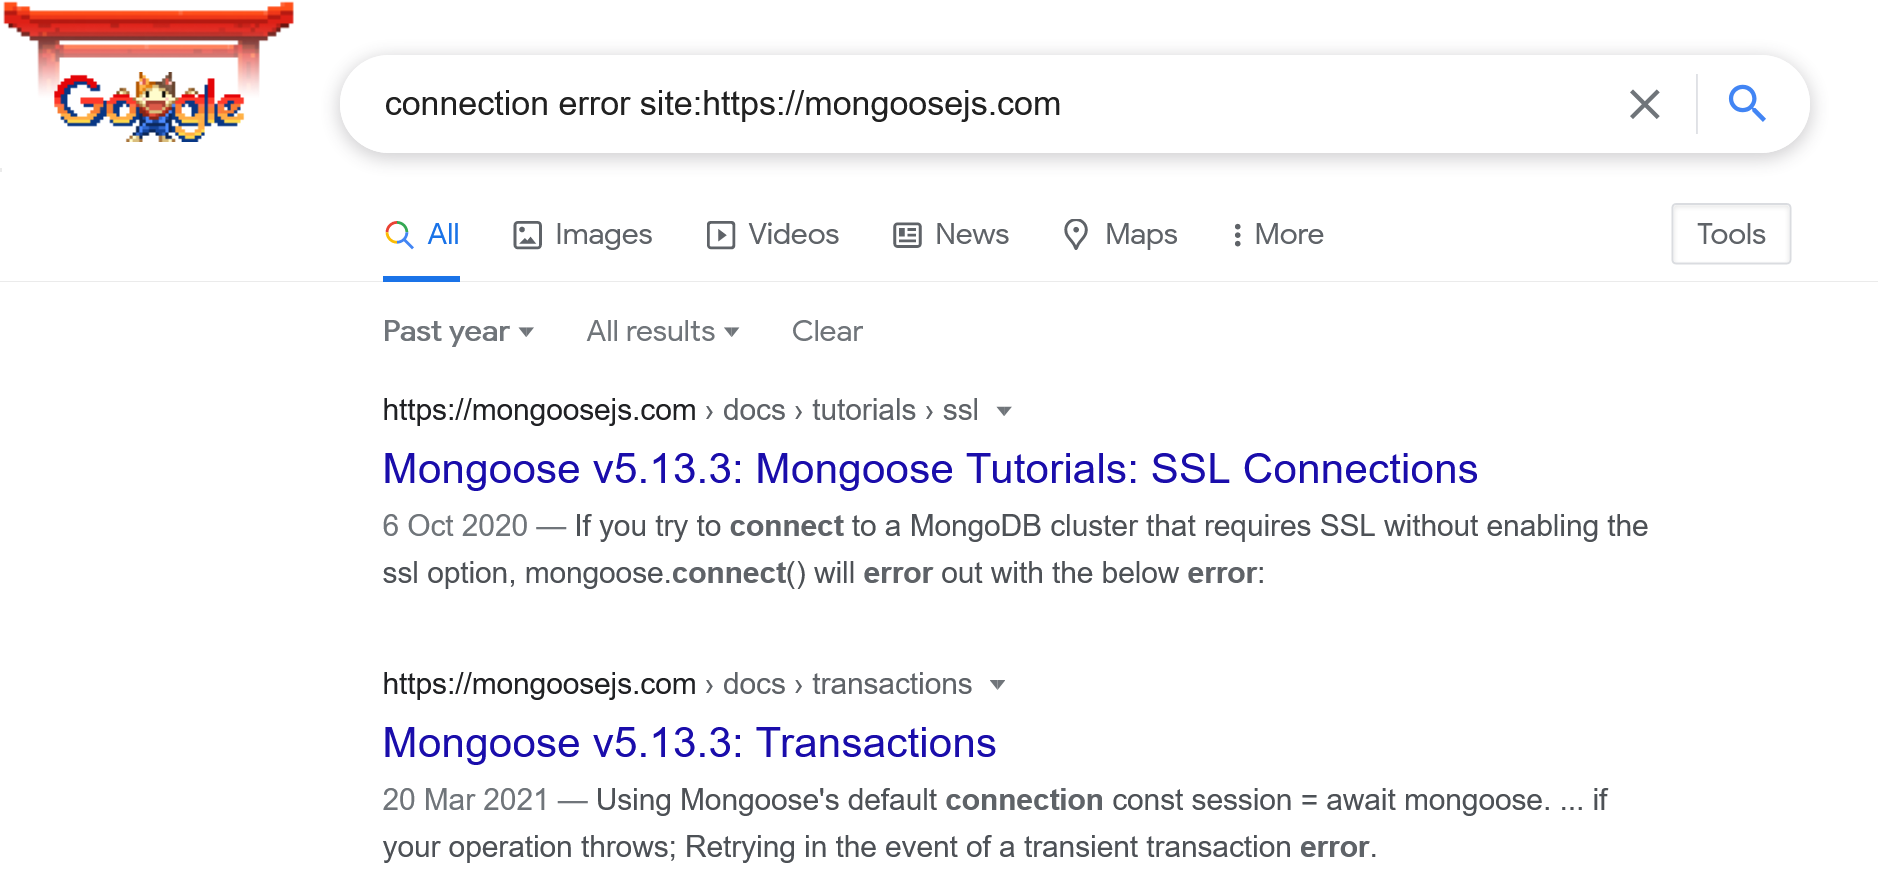 Google
connection error site:https://mongoosejs.com
All Images Videos News Maps More Tools
Past year All results Clear
https://mongoosejs.com › docs › tutorials › ssl
Mongoose v5.13.3: Mongoose Tutorials: SSL Connections
6 Oct 2020 — If you try to connect to a MongoDB cluster that requires SSL without enabling the
ssl option, mongoose.connect() will error out with the below error:
https://mongoosejs.com › docs › transactions
Mongoose v5.13.3: Transactions
20 Mar 2021 — Using Mongoose's default connection const session = await mongoose. ... if
your operation throws; Retrying in the event of a transient transaction error.